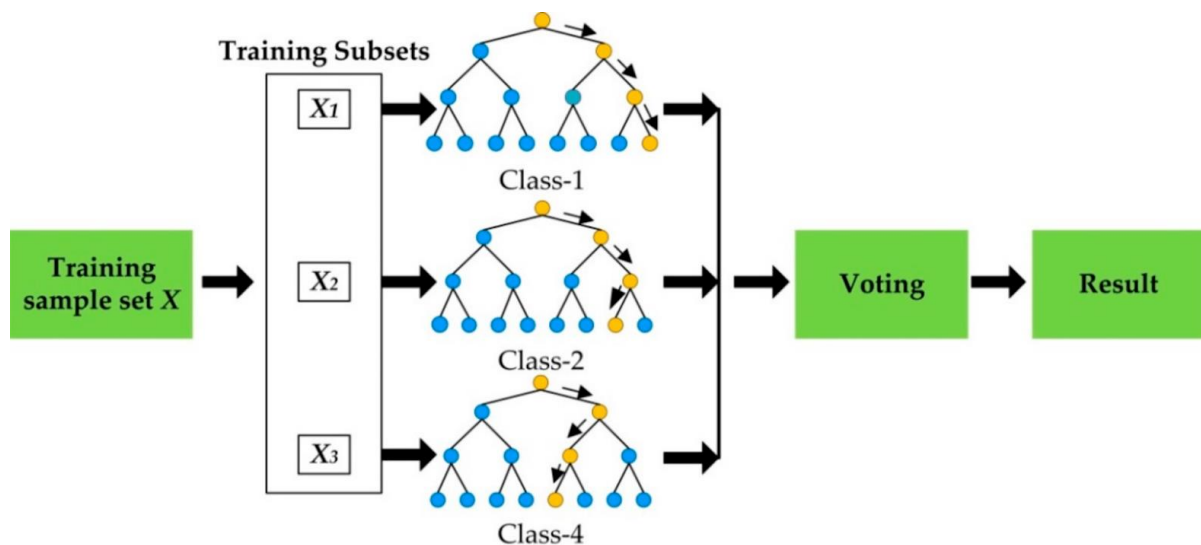 Training Subsets
X1
Class-1
Training
sample set X
X2
Class-2
Voting
Result
X3
Class-4